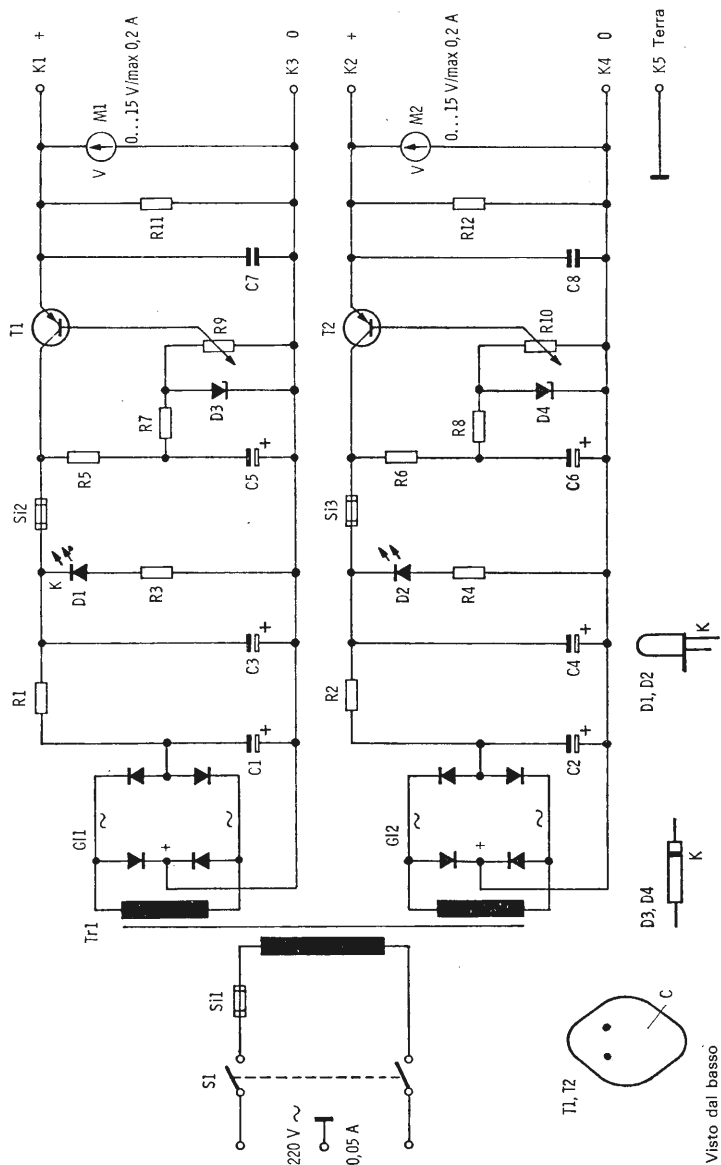 220 V ~
0,05 A
S1
Si1
Tr1
Gl1
~
~
+
C1
+
R1
C3
+
K
D1
R3
Si2
R5
C5
+
R7
D3
R9
T1
C7
R11
V
M1
0...15 V/max 0,2 A
K1 +
K3 0
Gl2
~
~
+
C2
+
R2
C4
+
D2
R4
Si3
R6
C6
+
R8
D4
R10
T2
C8
R12
V
M2
0...15 V/max 0,2 A
K2 +
K4 0
K5 Terra
T1, T2
C
Visto dal basso
D3, D4
K
D1, D2
K